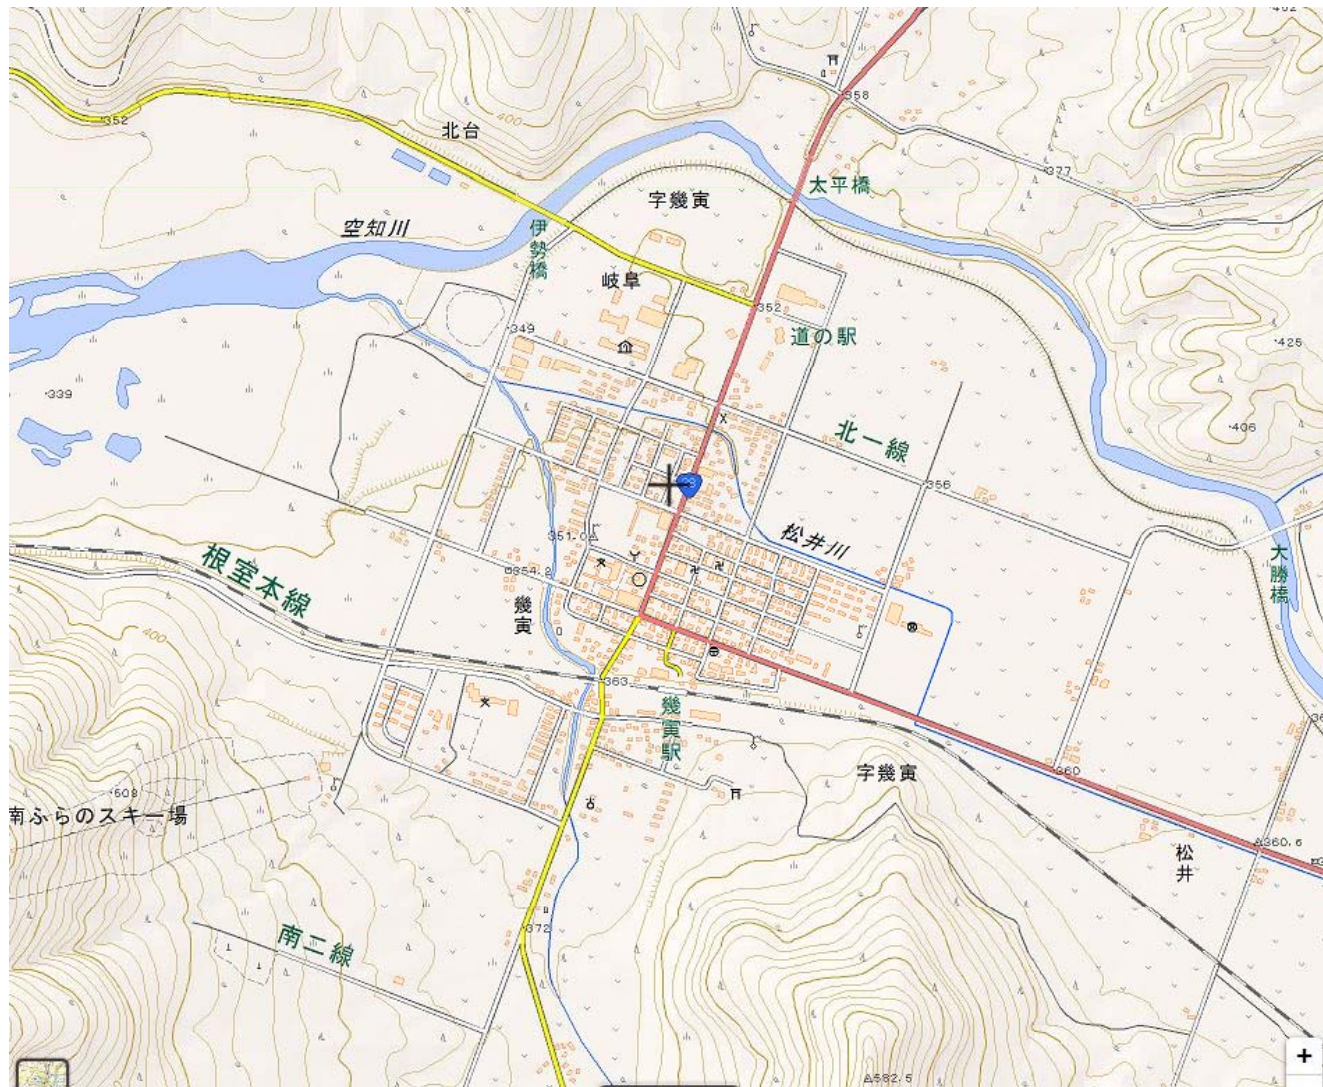 358
352
北台
400
太平橋
377
字幾寅
空知川
伊勢橋
岐阜
352
349
道の駅
425
339
北一線
406
356
松井川
大勝橋
根室本線
354.2
幾寅
400
363
幾寅駅
字幾寅
360
508
南ふらのスキー場
360.6
松井
372
南二線
582.5
+